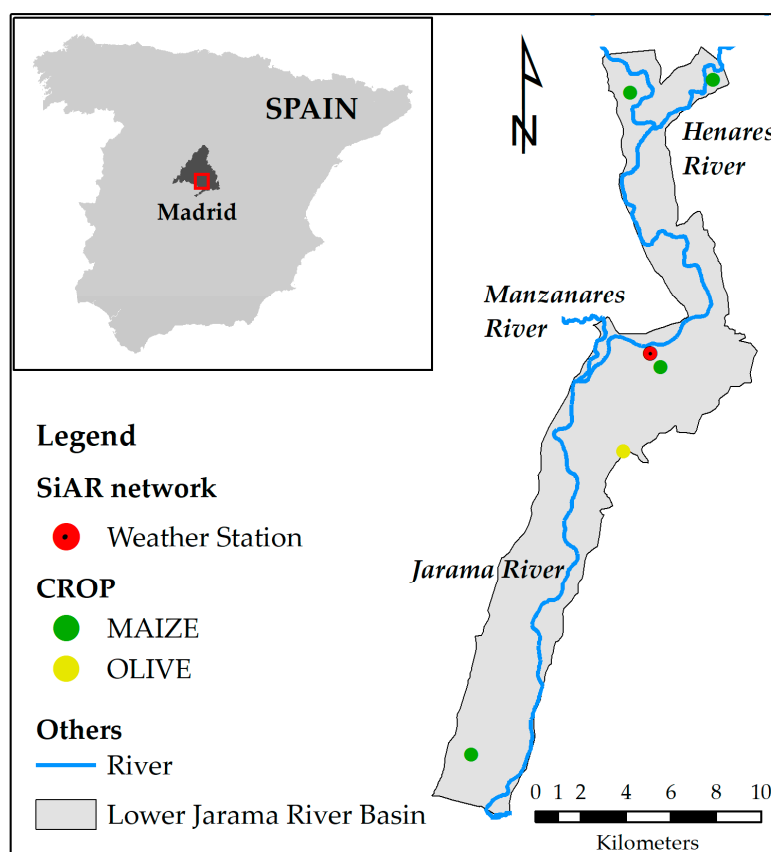 SPAIN
Madrid
N
Henares
River
Manzanares
River
Jarama River
Legend
SiAR network
Weather Station
CROP
MAIZE
OLIVE
Others
River
Lower Jarama River Basin
0 1 2 4 6 8 10
Kilometers